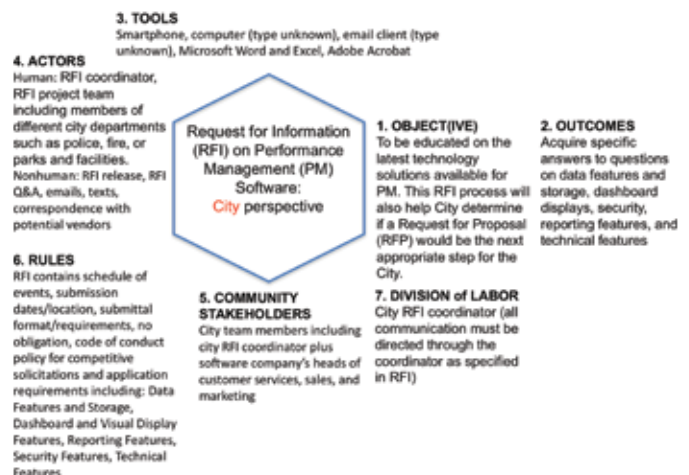 3. TOOLS
Smartphone, computer (type unknown), email client (type
unknown), Microsoft Word and Excel, Adobe Acrobat
4. ACTORS
Human: RFI coordinator,
RFI project team
including members of
different city departments
such as police, fire, or
parks and facilities.
Nonhuman: RFI release, RFI
Q&A, emails, texts,
correspondence with
potential vendors
Request for Information
(RFI) on Performance
Management (PM)
Software:
City perspective
1. OBJECT(IVE)
To be educated on the
latest technology
solutions available for
PM. This RFI process will
also help City determine
if a Request for Proposal
(RFP) would be the next
appropriate step for the
City.
2. OUTCOMES
Acquire specific
answers to questions
on data features and
storage, dashboard
displays, security,
reporting features, and
technical features
6. RULES
RFI contains schedule of
events, submission
dates/location, submittal
format/requirements, no
obligation, code of conduct
policy for competitive
solicitations and application
requirements including: Data
Features and Storage,
Dashboard and Visual Display
Features, Reporting Features,
Security Features, Technical
Features
5. COMMUNITY
STAKEHOLDERS
City team members including
city RFI coordinator plus
software company's heads of
customer services, sales, and
marketing
7. DIVISION of LABOR
City RFI coordinator (all
communication must be
directed through the
coordinator as specified
in RFI)